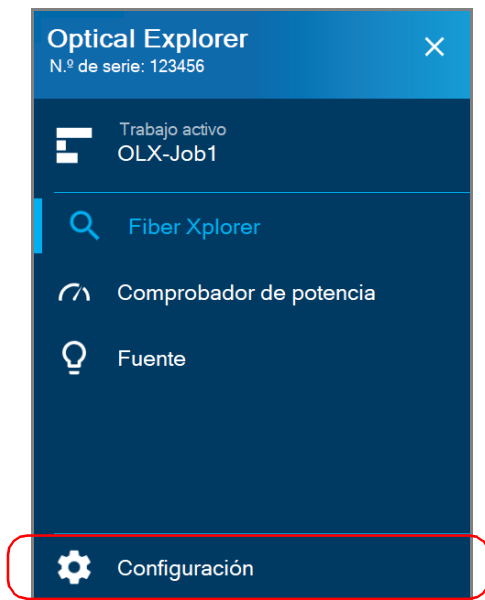 Optical Explorer
N.º de serie: 123456
Trabajo activo
OLX-Job1
Fiber Xplorer
Comprobador de potencia
Fuente
Configuración